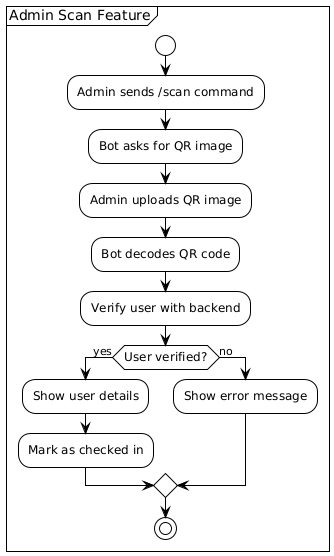 Admin Scan Feature
Admin sends /scan command
Bot asks for QR image
Admin uploads QR image
Bot decodes QR code
Verify user with backend
User verified?
yes
no
Show user details
Show error message
Mark as checked in